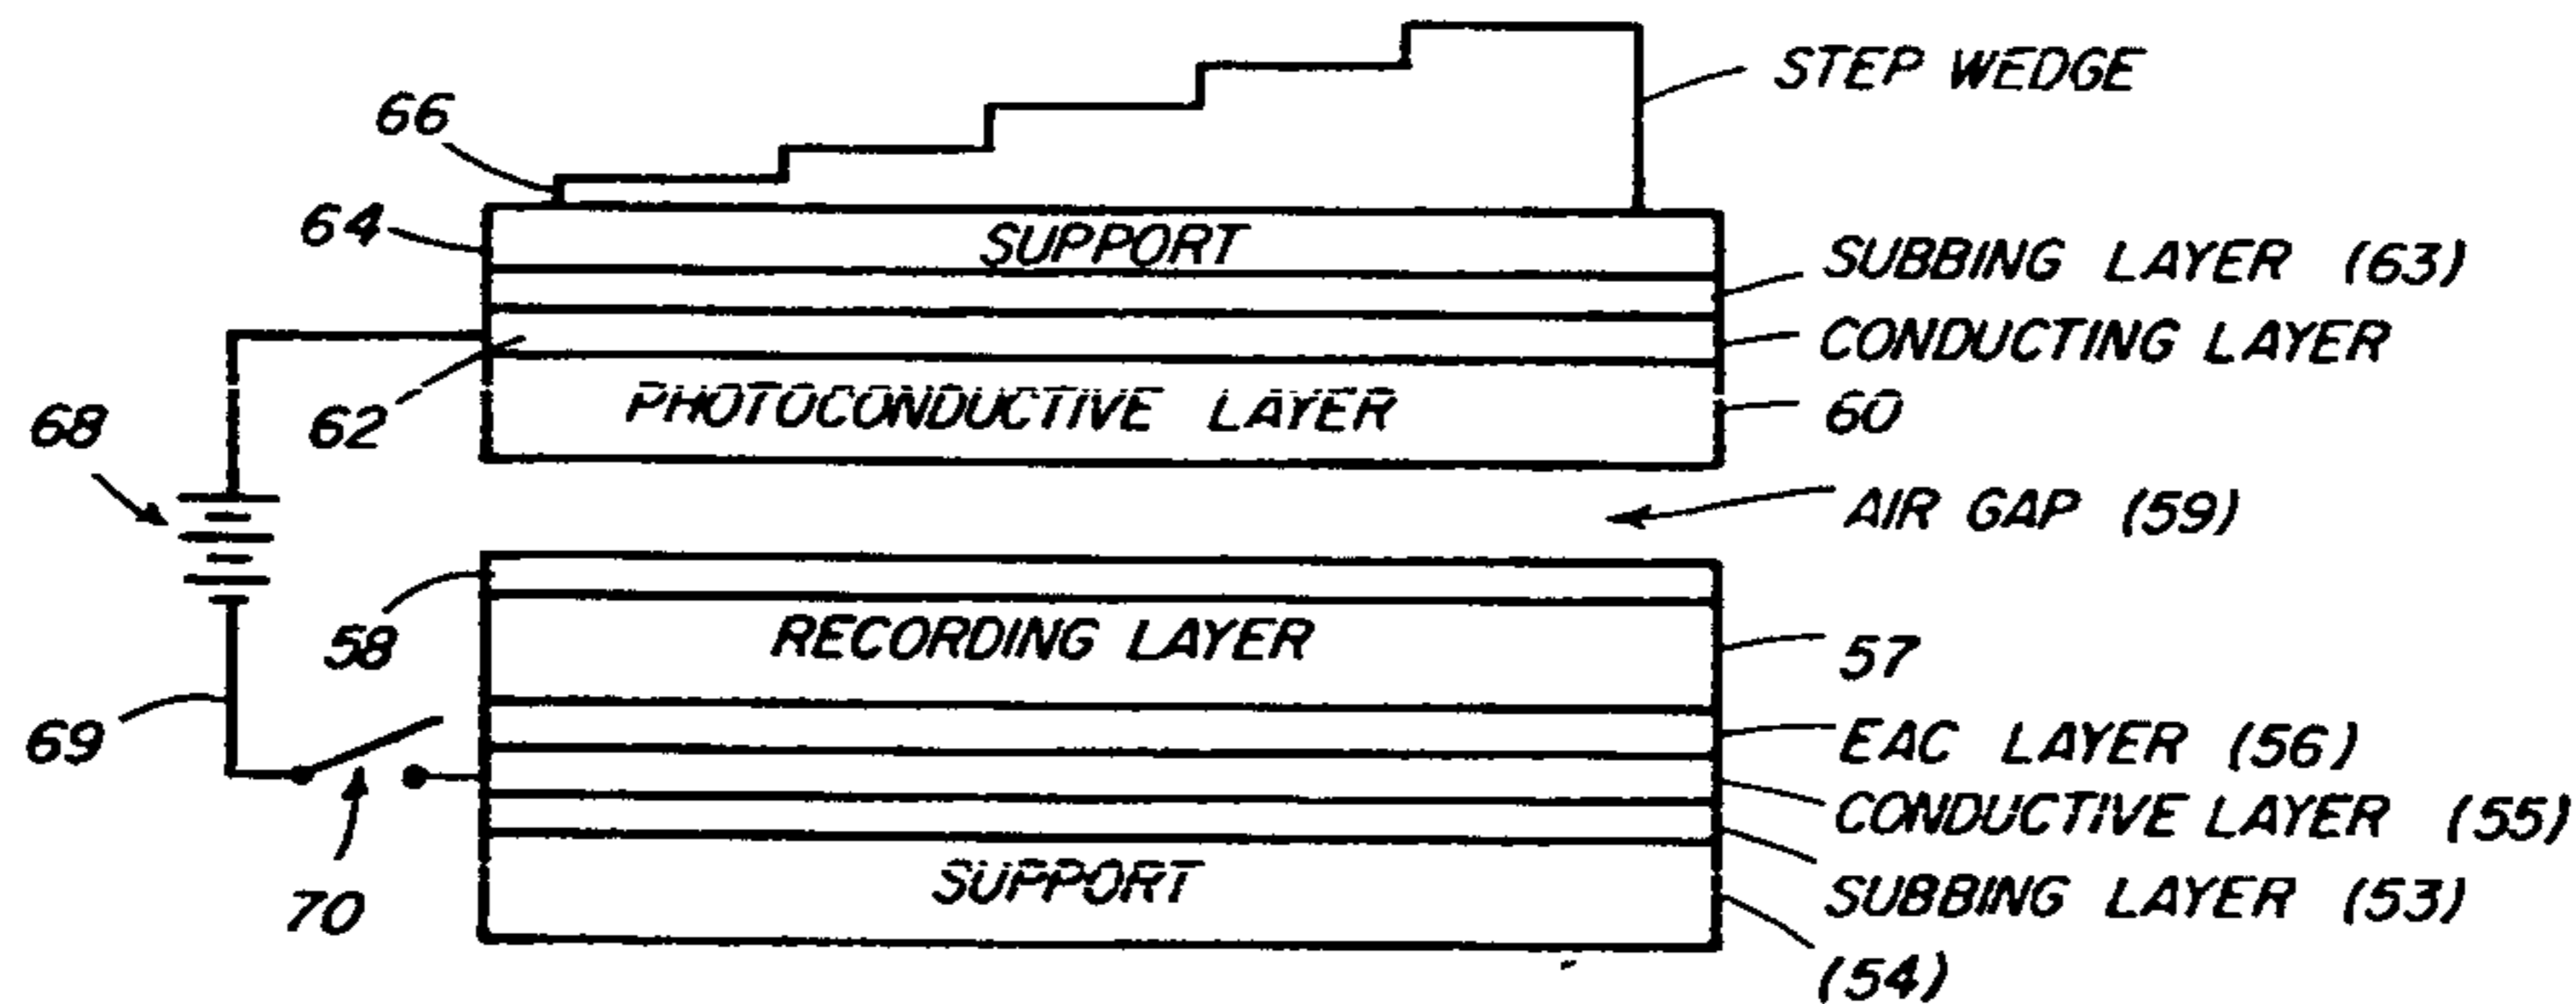 STEP WEDGE
66
64
SUPPORT
SUBBING LAYER (63)
CONDUCTING LAYER
62
PHOTOCONDUCTIVE LAYER
60
68
AIR GAP (59)
58
RECORDING LAYER
57
69
EAC LAYER (56)
CONDUCTIVE LAYER (55)
70
SUPPORT
SUBBING LAYER (53)
(54)